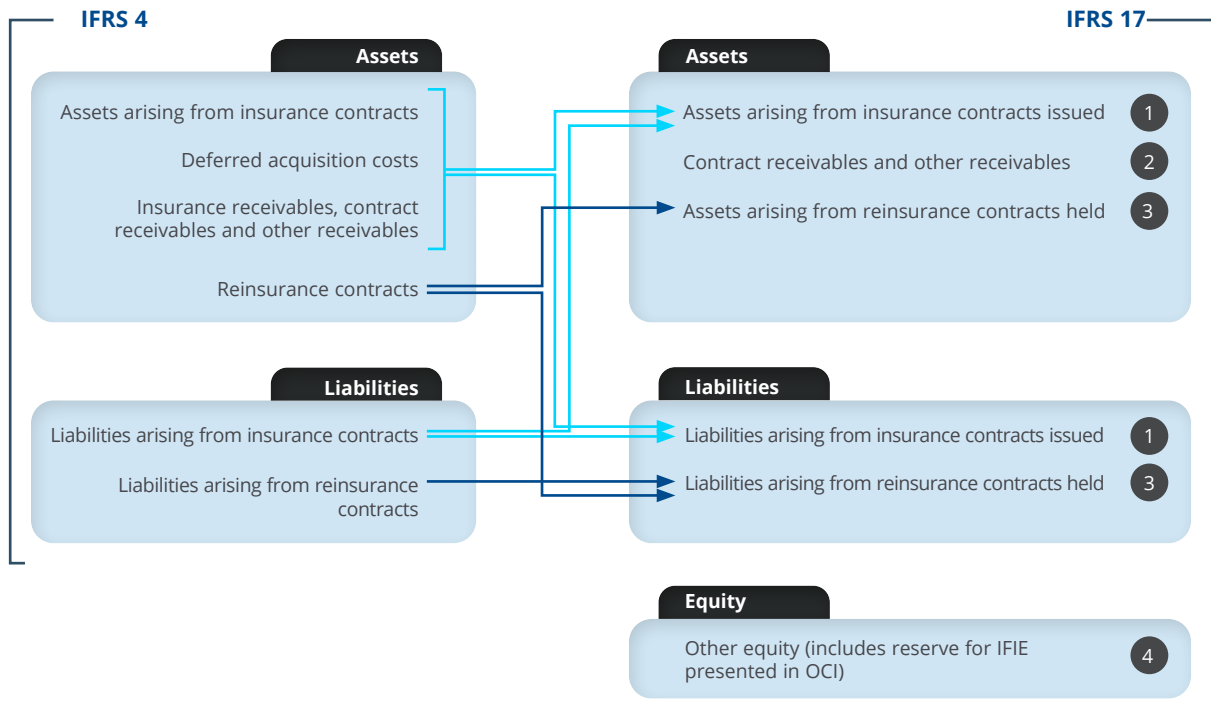 IFRS 4
Assets
Assets arising from insurance contracts
Deferred acquisition costs
Insurance receivables, contract
receivables and other receivables
Reinsurance contracts
Liabilities
Liabilities arising from insurance contracts
Liabilities arising from reinsurance
contracts
IFRS 17
Assets
Assets arising from insurance contracts issued 1
Contract receivables and other receivables 2
Assets arising from reinsurance contracts held 3
Liabilities
Liabilities arising from insurance contracts issued 1
Liabilities arising from reinsurance contracts held 3
Equity
Other equity (includes reserve for IFIE
presented in OCI) 4